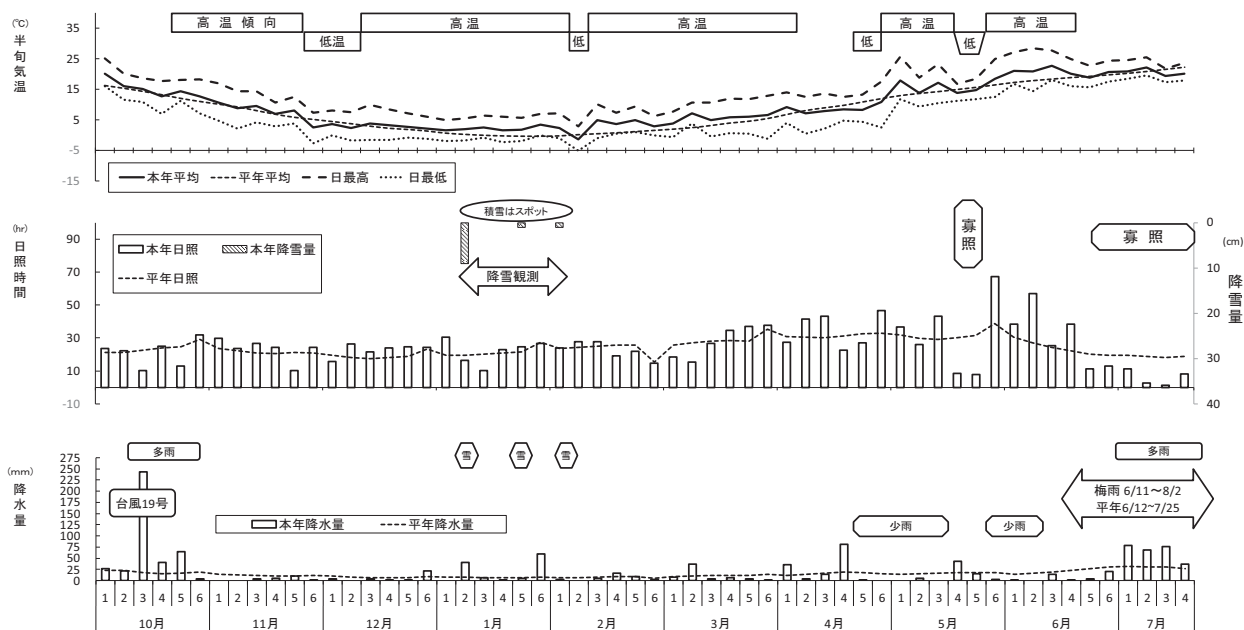 (℃)
半旬気温
35
25
15
5
-5
-15
高 温 傾 向
低温
高温
低
高温
低
高温
低
高温
本年平均 平年平均 日最高 日最低
(hr)
日照時間
90
70
50
30
10
-10
本年日照 本年降雪量
平年日照
積雪はスポット
降雪観測
寡照
寡 照
0
(cm)
10
降雪量
20
30
40
(mm)
降水量
275
250
225
200
175
150
125
100
75
50
25
0
多雨
台風19号
雪
雪
雪
本年降水量 平年降水量
少雨
少雨
多雨
梅雨 6/11～8/2
平年6/12~7/25
1 2 3 4 5 6 1 2 3 4 5 6 1 2 3 4 5 6 1 2 3 4 5 6 1 2 3 4 5 6 1 2 3 4 5 6 1 2 3 4 5 6 1 2 3 4 5 6 1 2 3 4 5 6 1 2 3 4
10月 11月 12月 1月 2月 3月 4月 5月 6月 7月